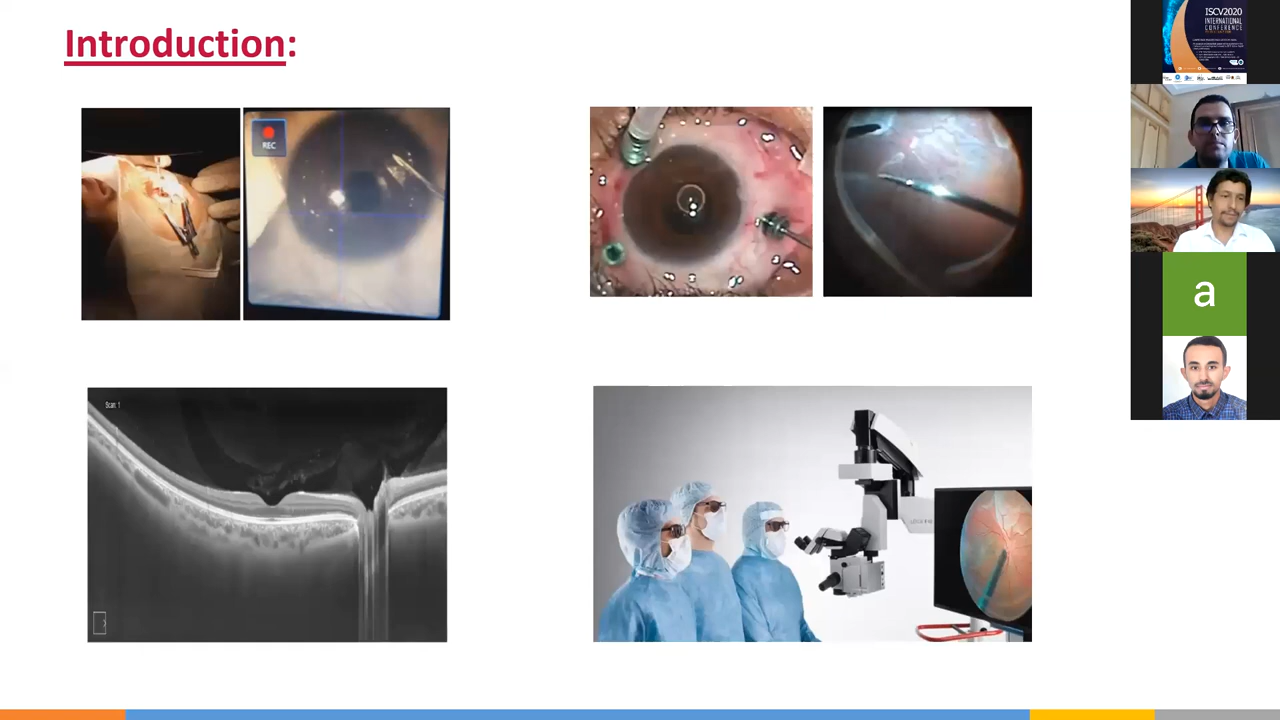 Introduction:
REC
Scan: 1
ISCV2020
INTERNATIONAL
CONFERENCE
a